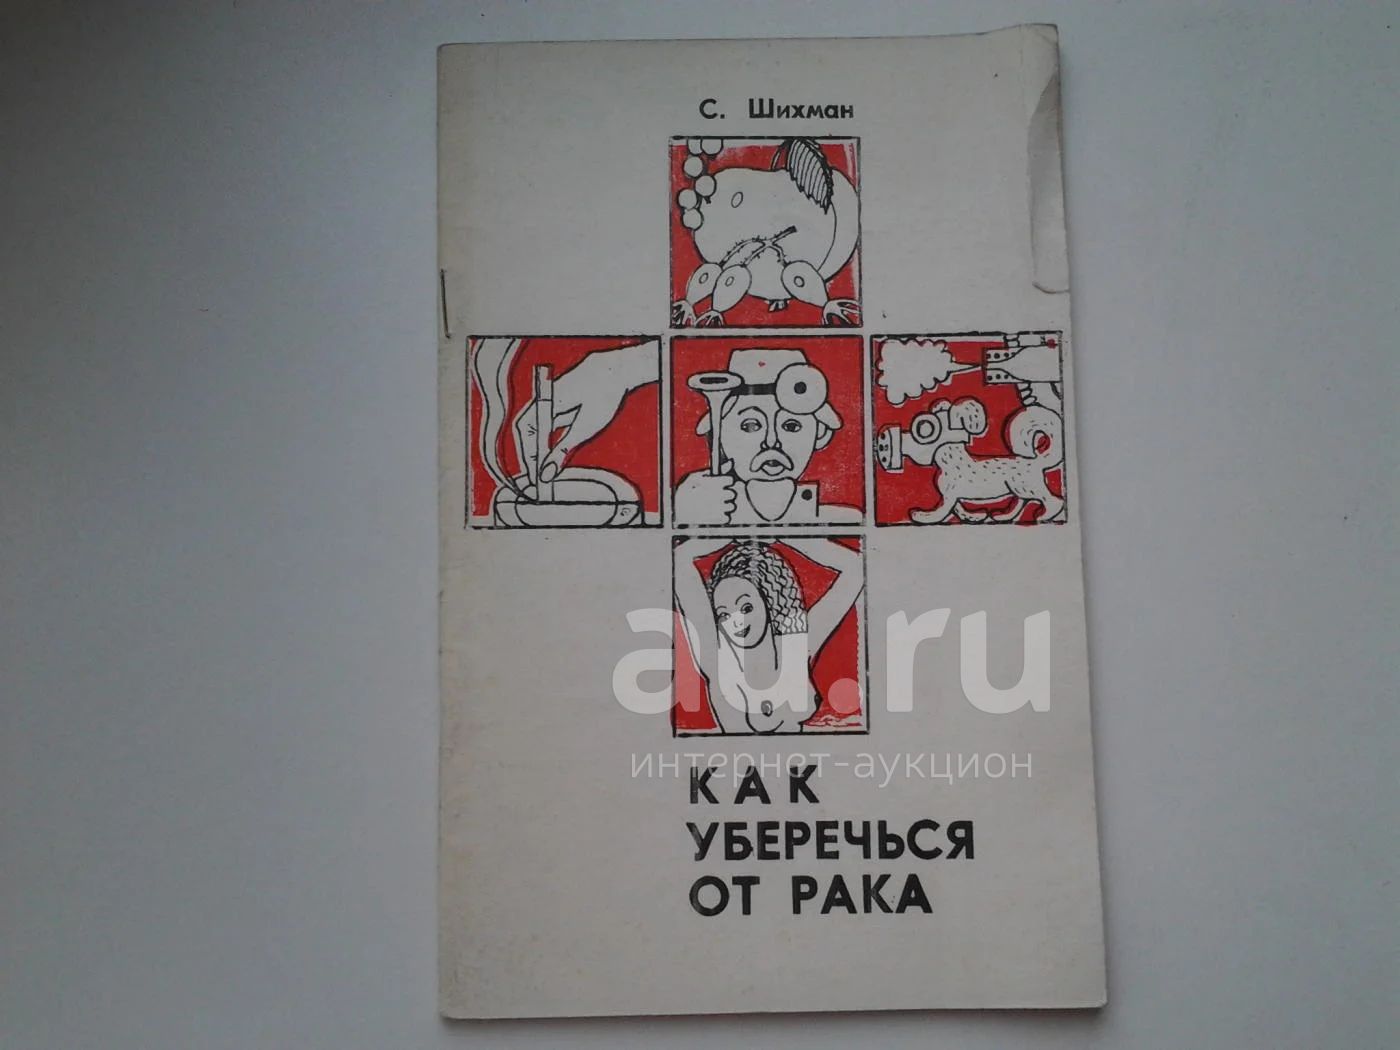 С. Шихман
au.ru
интернет-аукцион
КАК
УБЕРЕЧЬСЯ
ОТ РАКА